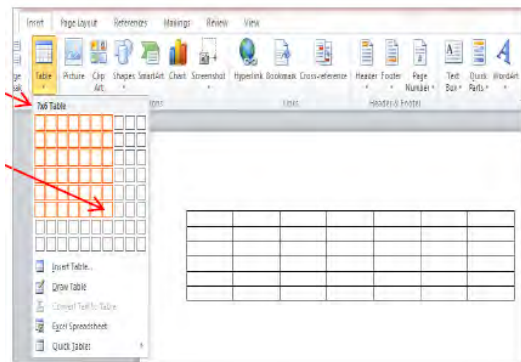 Insert Page Layout References Mailings Review View
Table Picture Clip Art Shapes SmartArt Chart Screenshot Hyperlink Bookmark Cross-reference Header Footer Page Number Text Box Quick Parts WordArt
Links Header & Footer
7x6 Table
Insert Table...
Draw Table
Convert Text to Table
Excel Spreadsheet
Quick Tables